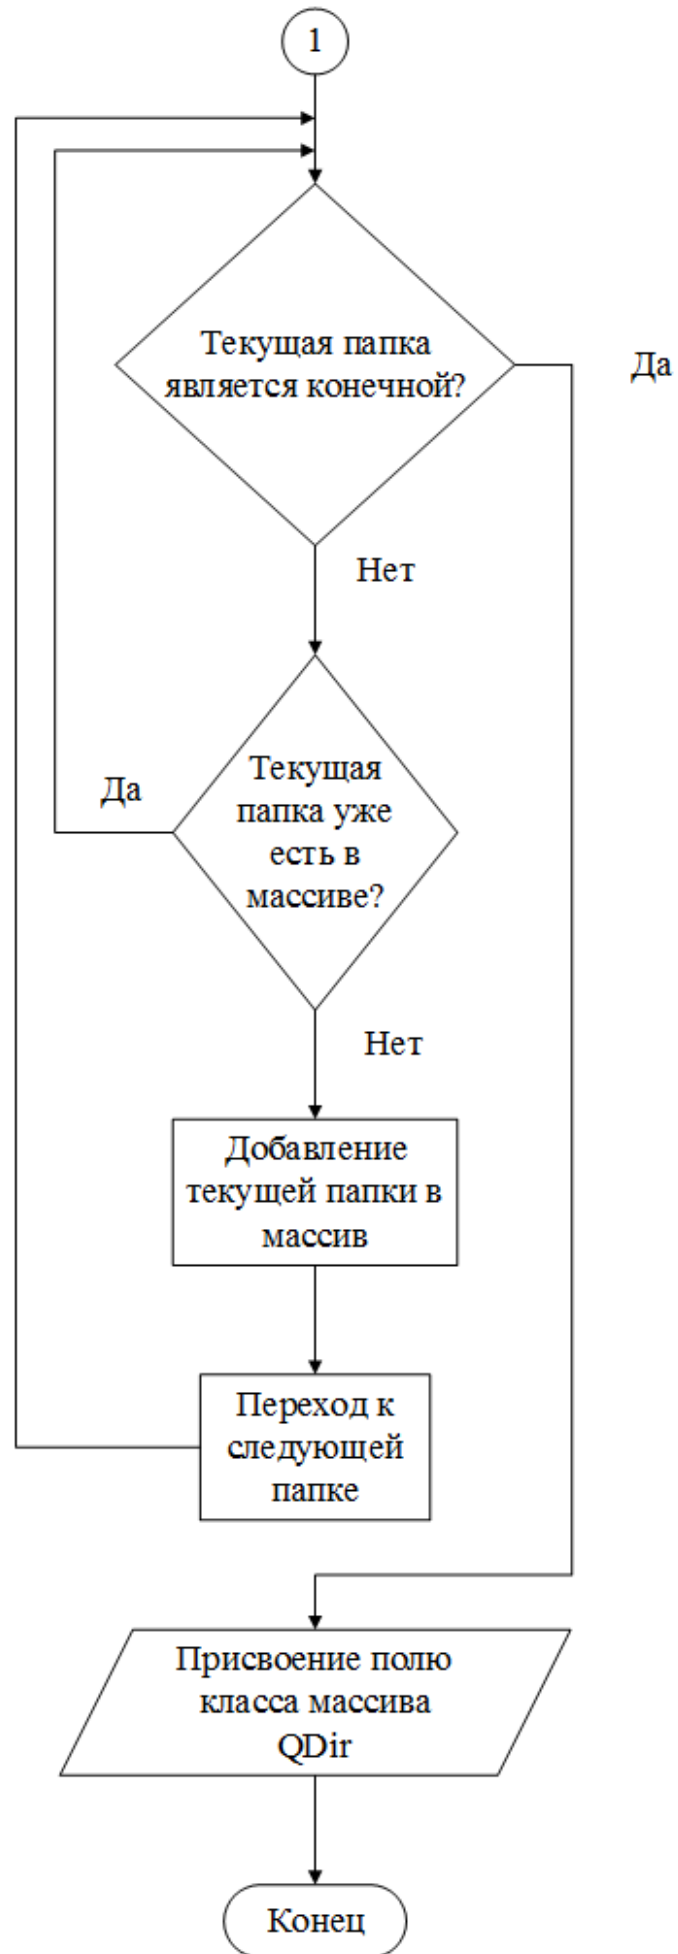 1
Текущая папка
является конечной?
Да
Нет
Текущая
папка уже
есть в
массиве?
Да
Нет
Добавление
текущей папки в
массив
Переход к
следующей
папке
Присвоение полю
класса массива
QDir
Конец